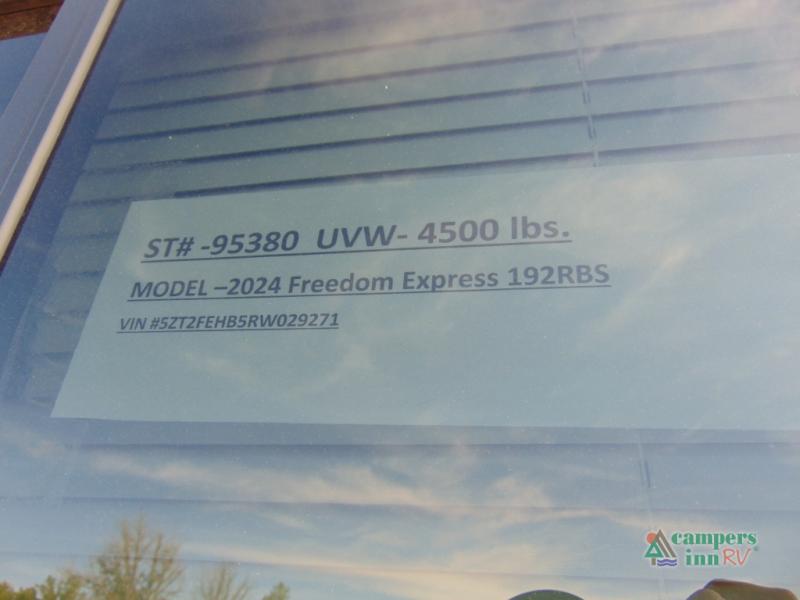 ST# -95380 UVW- 4500 lbs.
MODEL –2024 Freedom Express 192RBS
VIN #5ZT2FEHB5RW029271
campers
inn RV